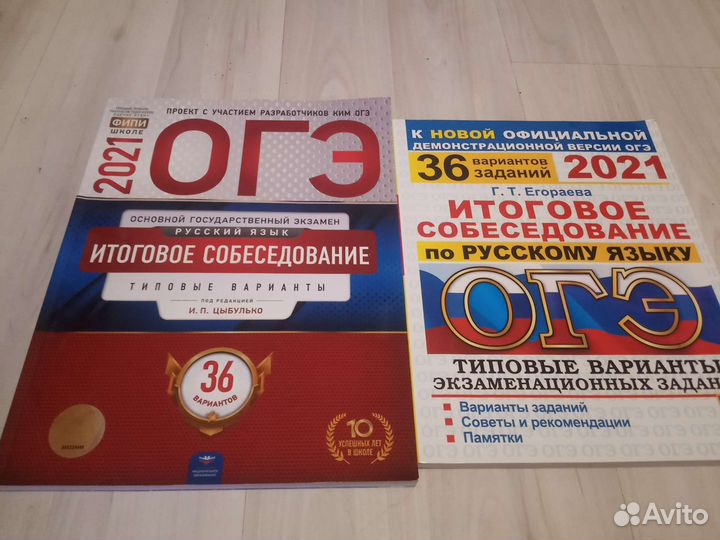 2021
ФИПИ
ШКОЛЕ
ПРОЕКТ С УЧАСТИЕМ РАЗРАБОТЧИКОВ КИМ ОГЭ
ОГЭ
ОСНОВНОЙ ГОСУДАРСТВЕННЫЙ ЭКЗАМЕН
РУССКИЙ ЯЗЫК
ИТОГОВОЕ СОБЕСЕДОВАНИЕ
ТИПОВЫЕ ВАРИАНТЫ
ПОД РЕДАКЦИЕЙ
И. П. ЦЫБУЛЬКО
36
ВАРИАНТОВ
10
УСПЕШНЫХ ЛЕТ
В ШКОЛЕ
К НОВОЙ ОФИЦИАЛЬНОЙ
ДЕМОНСТРАЦИОННОЙ ВЕРСИИ ОГЭ
36 вариантов заданий 2021
Г. Т. Егораева
ИТОГОВОЕ
СОБЕСЕДОВАНИЕ
ПО РУССКОМУ ЯЗЫКУ
ОГЭ
ТИПОВЫЕ ВАРИАНТЫ
ЭКЗАМЕНАЦИОННЫХ ЗАДАН
Варианты заданий
Советы и рекомендации
Памятки
Avito